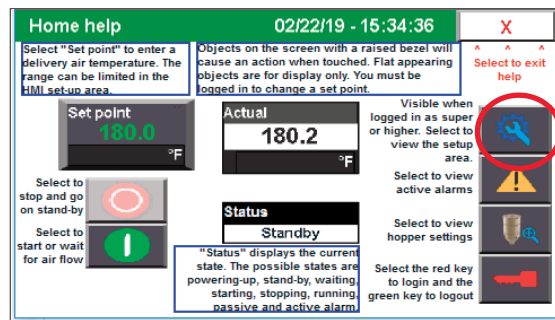 Home help
02/22/19 - 15:34:36
X
Select "Set point" to enter a
delivery air temperature. The
range can be limited in the
HMI set-up area.
Objects on the screen with a raised bezel will
cause an action when touched. Flat appearing
objects are for display only. You must be
logged in to change a set point.
^ ^ ^
Select to exit
help
Set point
180.0
°F
Actual
180.2
°F
Visible when
logged in as super
or higher. Select to
view the setup
area.
Select to
stop and go
on stand-by
Select to view
active alarms
Select to
start or wait
for air flow
Status
Standby
Select to view
hopper settings
"Status" displays the current
state. The possible states are
powering-up, stand-by, waiting,
starting, stopping, running,
passive and active alarm
Select the red key
to login and the
green key to logout